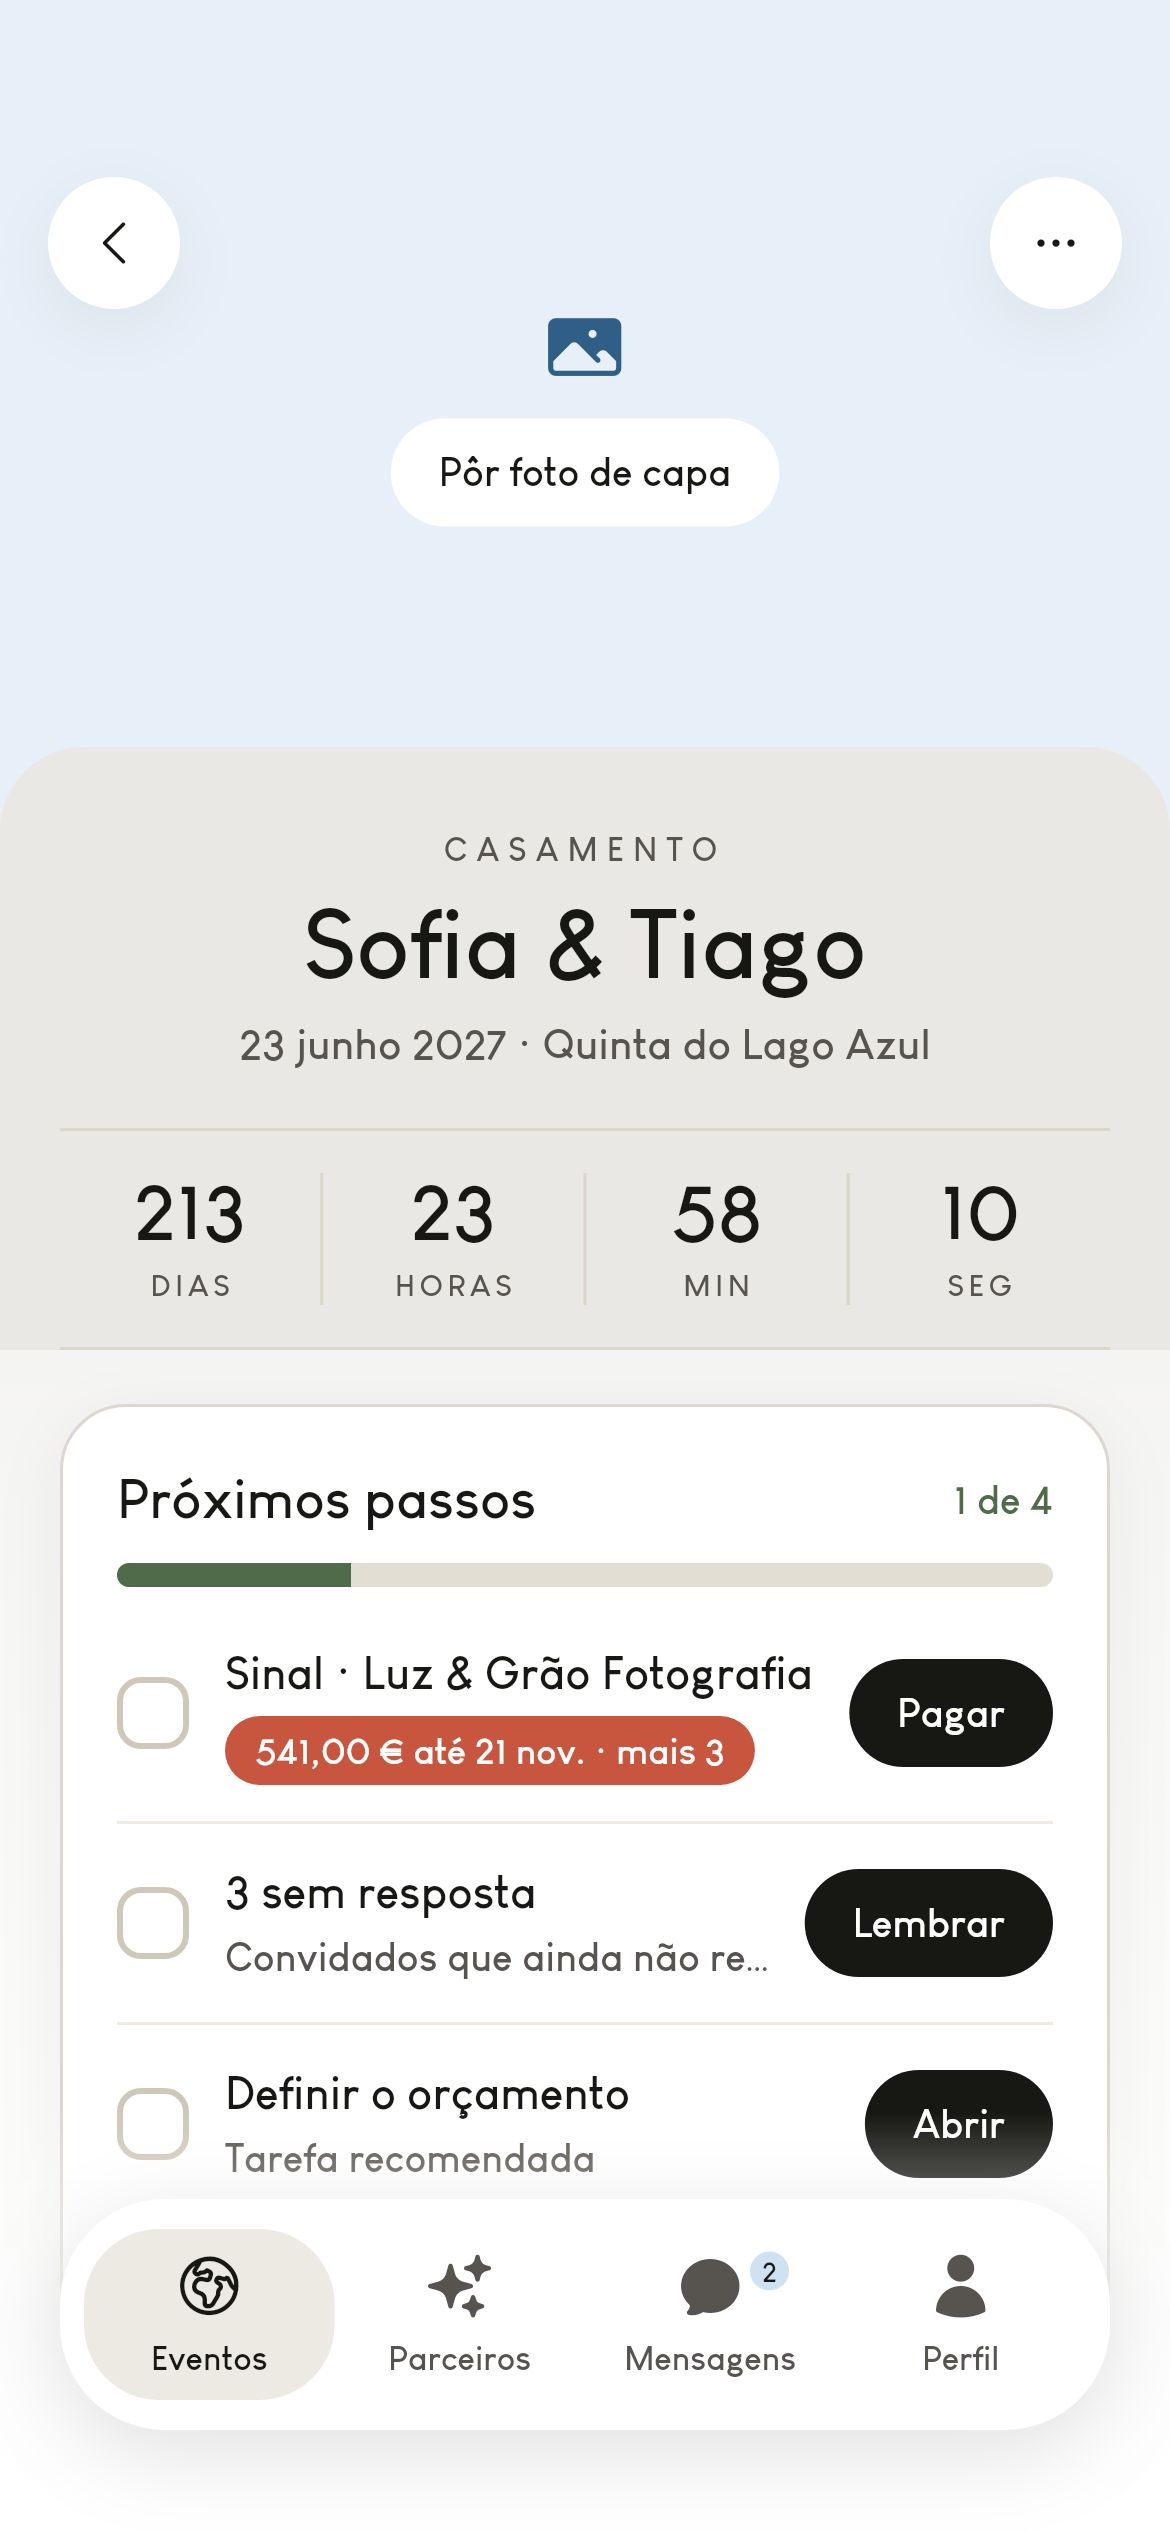 Pôr foto de capa
CASAMENTO
Sofia & Tiago
23 junho 2027 · Quinta do Lago Azul
213 23 58 10
DIAS HORAS MIN SEG
Próximos passos 1 de 4
Sinal · Luz & Grão Fotografia
541,00 € até 21 nov. · mais 3
Pagar
3 sem resposta
Convidados que ainda não re...
Lembrar
Definir o orçamento
Tarefa recomendada
Abrir
2
Eventos Parceiros Mensagens Perfil